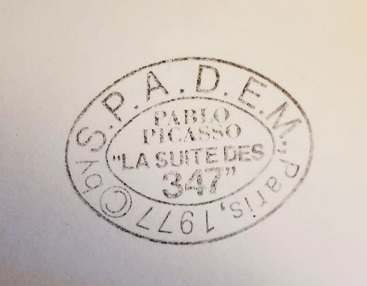 © by S.P.A.D.E.M., Paris, 1977
PABLO
PICASSO
"LA SUITE DES
347"